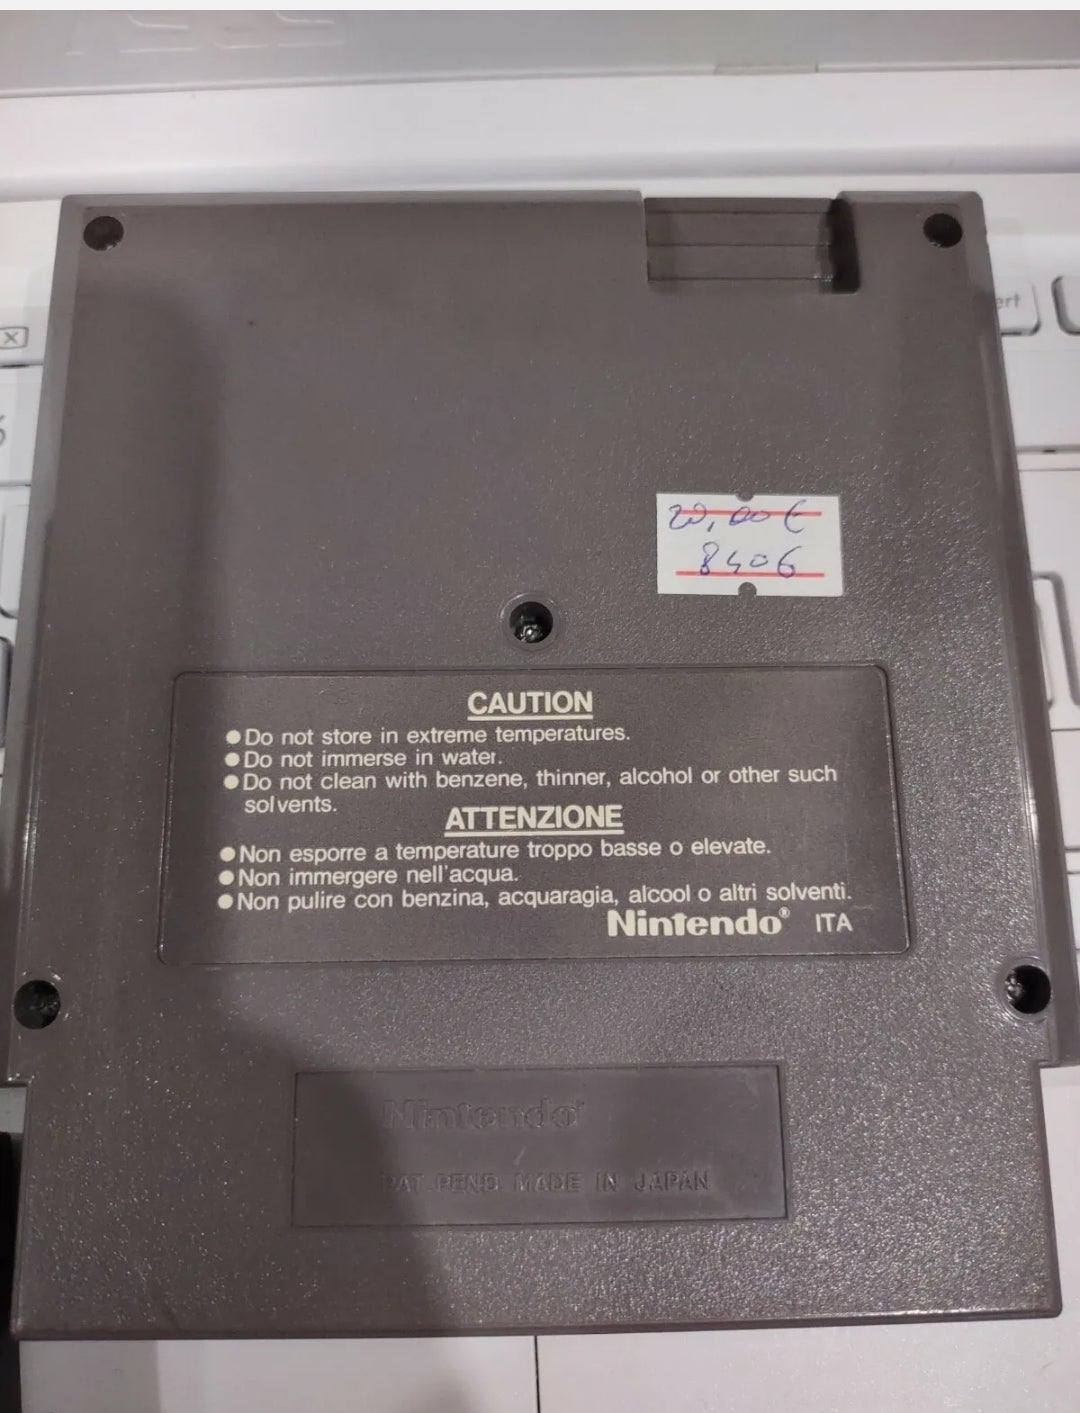 ert
20,00€
8406
CAUTION
●Do not store in extreme temperatures.
●Do not immerse in water.
●Do not clean with benzene, thinner, alcohol or other such
solvents.
ATTENZIONE
●Non esporre a temperature troppo basse o elevate.
●Non immergere nell'acqua.
●Non pulire con benzina, acquaragia, alcool o altri solventi.
Nintendo® ITA
Nintendo®
PAT. PEND. MADE IN JAPAN